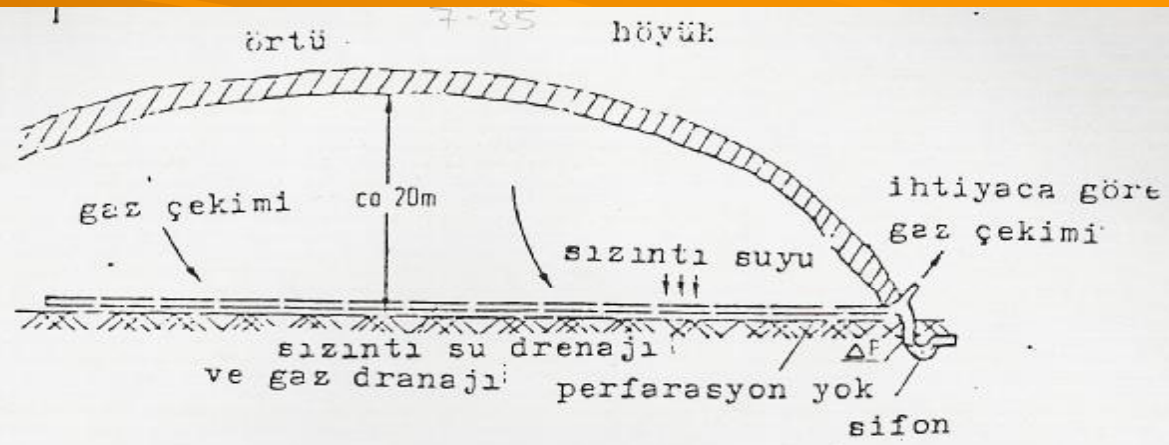 7-35
örtü
höyük
gaz çekimi
ca 20m
sızıntı suyu
ihtiyaca göre
gaz çekimi
sızıntı su drenajı
ve gaz dranajı
perfarasyon yok
ΔP
sifon